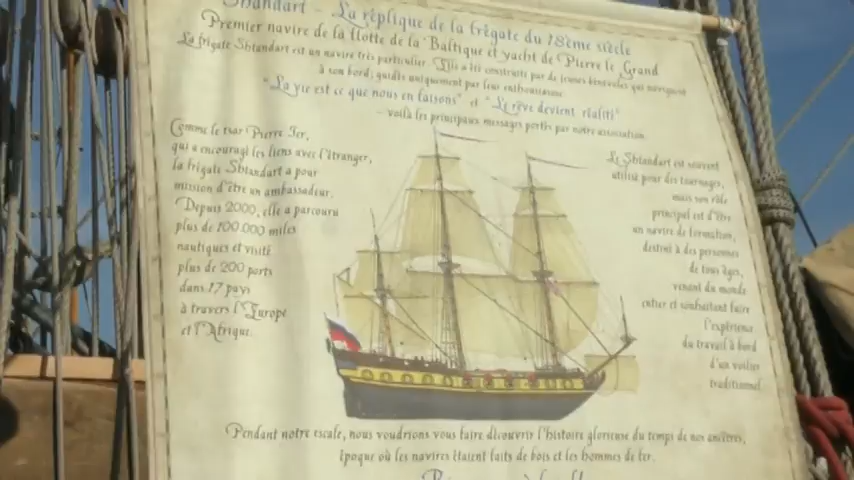 Shtandart - La réplique de la frégate du 18ème siècle
Premier navire de la flotte de la Baltique et yacht de Pierre le Grand
La frigate Shtandart est un navire très particulier. Elle a été construite par de jeunes bénévoles qui naviguent
à son bord, guidés uniquement par leur enthousiasme.
"La vie est ce que nous en faisons" et "Le rêve devient réalité"
- voilà les principaux messages portés par notre association.
Comme le tsar Pierre Ier,
qui a encouragé les liens avec l'étranger,
la frigate Shtandart a pour
mission d'être un ambassadeur.
Depuis 2000, elle a parcouru
plus de 100.000 miles
nautiques et visité
plus de 200 ports
dans 17 pays
à travers l'Europe
et l'Afrique.
Le Shtandart est souvent
utilisé pour des tournages,
mais son rôle
principal est d'être
un navire de formation,
destiné à des personnes
de tous âges,
venant du monde
entier et souhaitant faire
l'expérience
du travail à bord
d'un voilier
traditionnel.
Pendant notre escale, nous voudrions vous faire découvrir l'histoire glorieuse du temps de nos ancêtres,
époque où les navires étaient faits de bois et les hommes de fer.